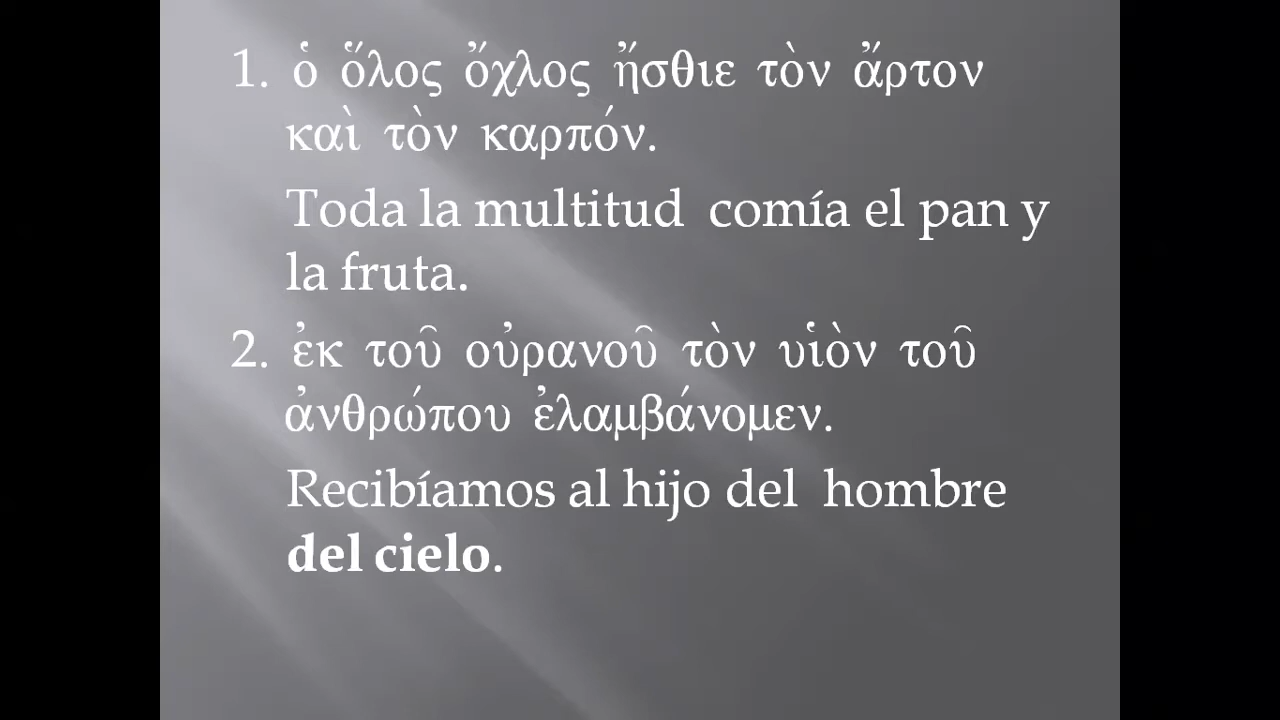 1. ὁ ὅλος ὄχλος ἤσθιε τὸν ἄρτον
καὶ τὸν καρπόν.
Toda la multitud comía el pan y
la fruta.
2. ἐκ τοῦ οὐρανοῦ τὸν υἱὸν τοῦ
ἀνθρώπου ἐλαμβάνομεν.
Recibíamos al hijo del hombre
del cielo.